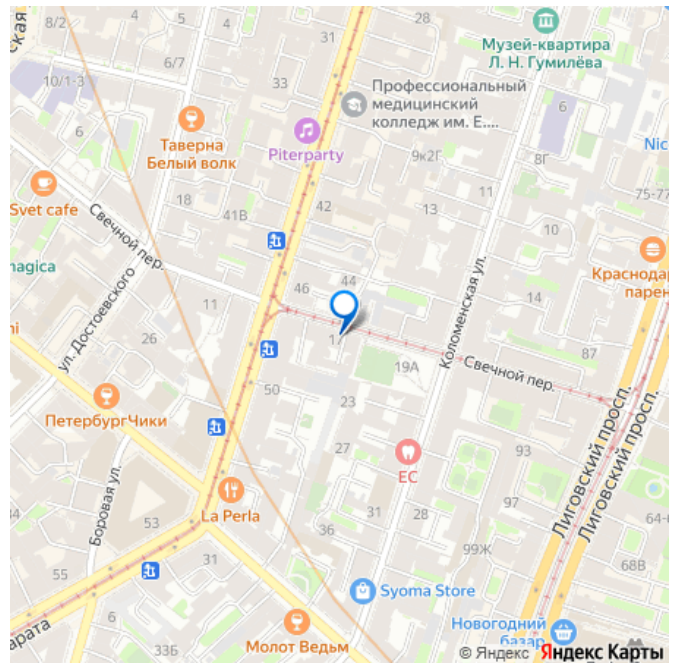 8/2
4
31
Музей-квартира
Л. Н. Гумилёва
10/1-3
6/7
33
Профессиональный
медицинский
колледж им. Е....
6
Таверна
Белый волк
Piterparty
9к2Г
8Г
Nic
Svet cafe
18
41В
42
13
11
75-77
Свечной пер.
10
Краснодар
парен
46
44
11
14
ул. Достоевского
26
Коломенская ул.
87
19А
Свечной пер.
50
23
ПетербургЧики
27
ЕС
93
Лиговский просп.
Лиговский просп.
La Perla
Боровая ул.
53
31
28
97
64-
36
99Ж
55
31
68В
4
Syoma Store
6
Новогодний
базар
33Б
Молот Ведьм
© Яндекс Яндекс Карты